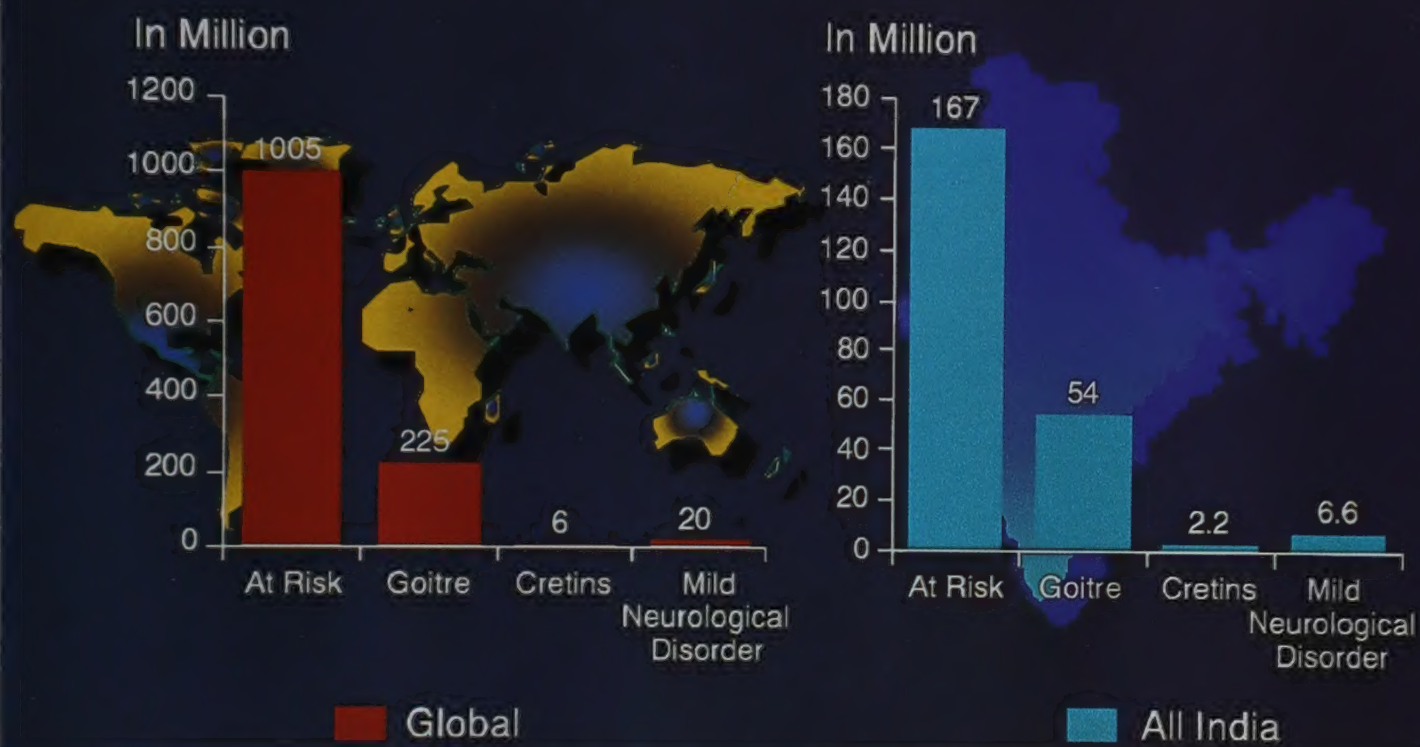 In Million
1200
1000
800
600
400
200
0
1005
225
6
20
At Risk
Goitre
Cretins
Mild
Neurological
Disorder
Global
In Million
180
160
140
120
100
80
60
40
20
0
167
54
2.2
6.6
At Risk
Goitre
Cretins
Mild
Neurological
Disorder
All India